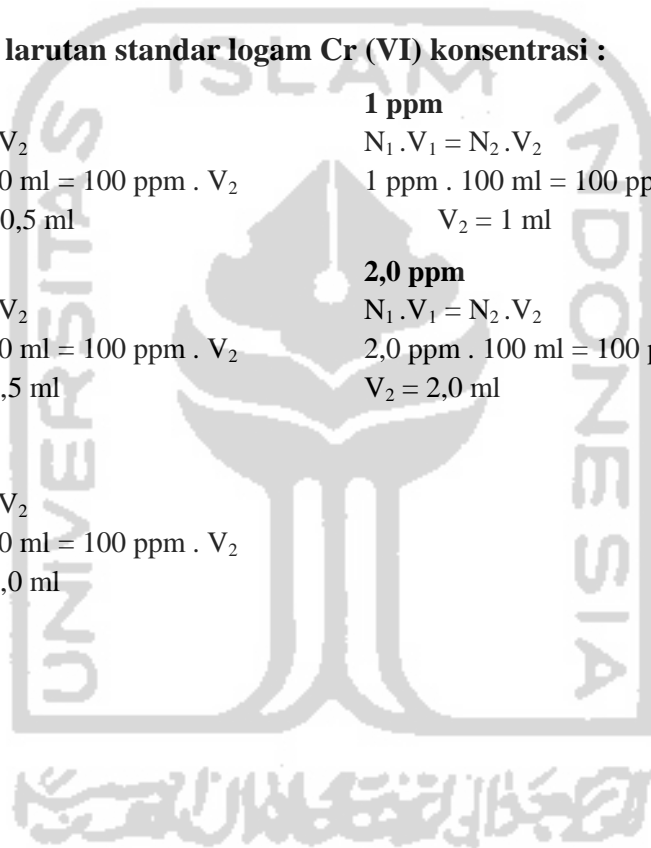 larutan standar logam Cr (VI) konsentrasi :
V₂
0 ml = 100 ppm . V₂
0,5 ml
1 ppm
N₁ .V₁ = N₂ .V₂
1 ppm . 100 ml = 100 pp
V₂ = 1 ml
V₂
0 ml = 100 ppm . V₂
,5 ml
2,0 ppm
N₁ .V₁ = N₂ .V₂
2,0 ppm . 100 ml = 100 p
V₂ = 2,0 ml
V₂
0 ml = 100 ppm . V₂
,0 ml
ISLAM
UNIVERSITAS
INDONESIA